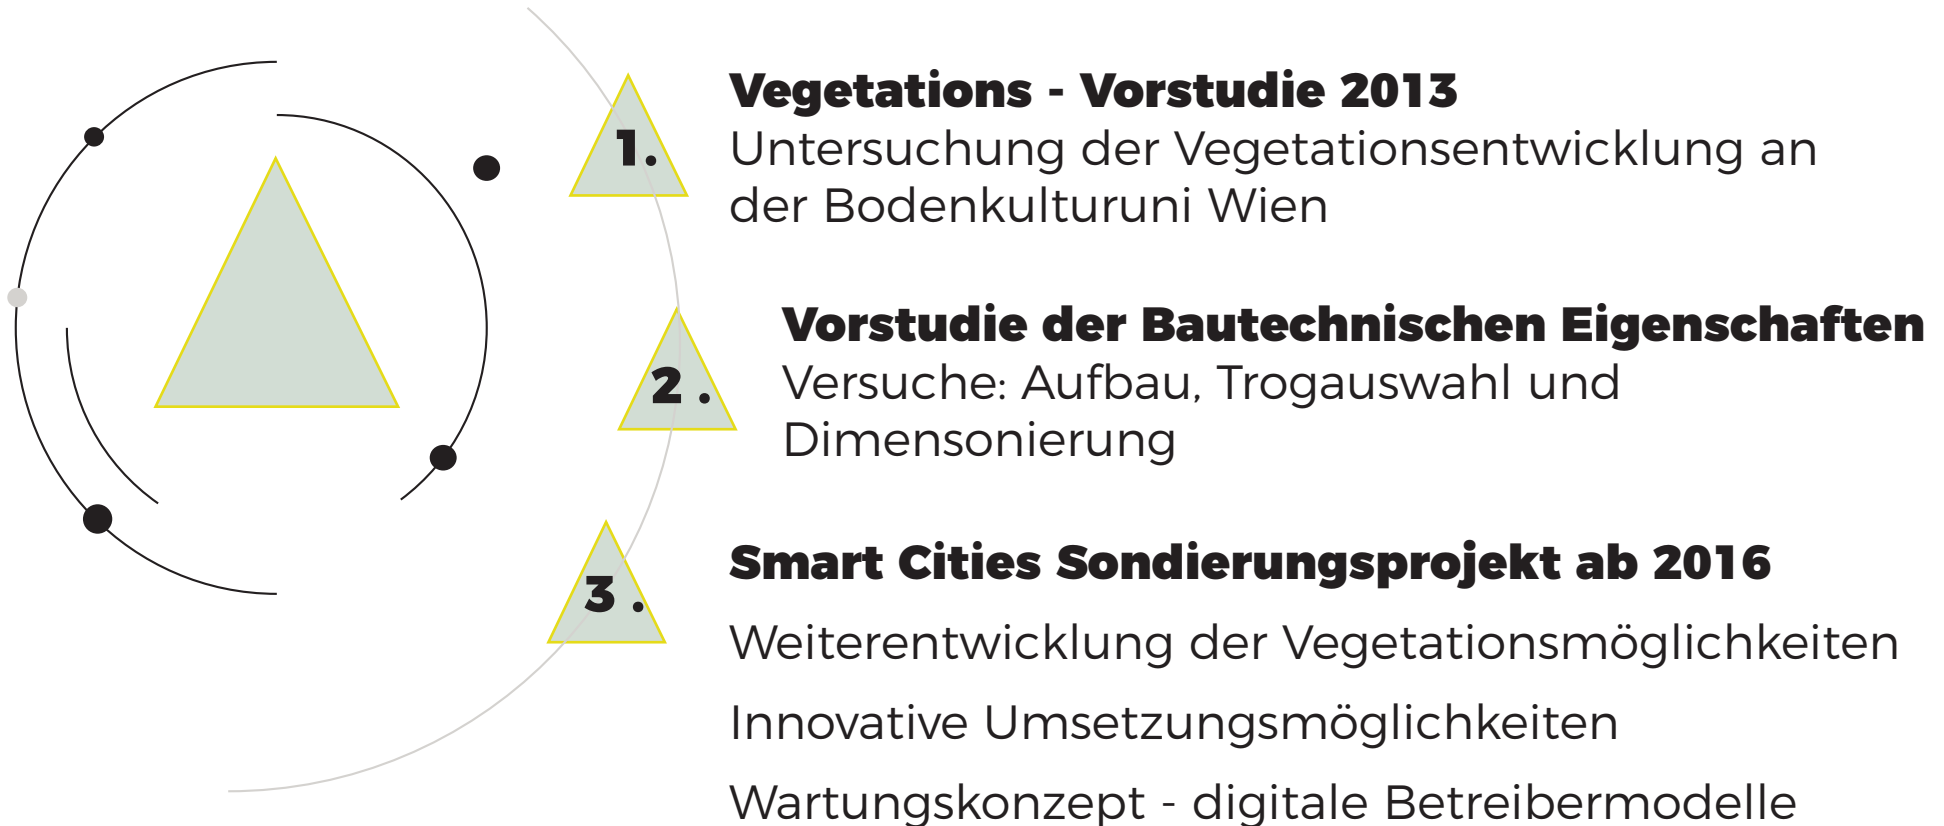 1.
Vegetations - Vorstudie 2013
Untersuchung der Vegetationsentwicklung an
der Bodenkulturuni Wien
2 .
Vorstudie der Bautechnischen Eigenschaften
Versuche: Aufbau, Trogauswahl und
Dimensonierung
3 .
Smart Cities Sondierungsprojekt ab 2016
Weiterentwicklung der Vegetationsmöglichkeiten
Innovative Umsetzungsmöglichkeiten
Wartungskonzept - digitale Betreibermodelle